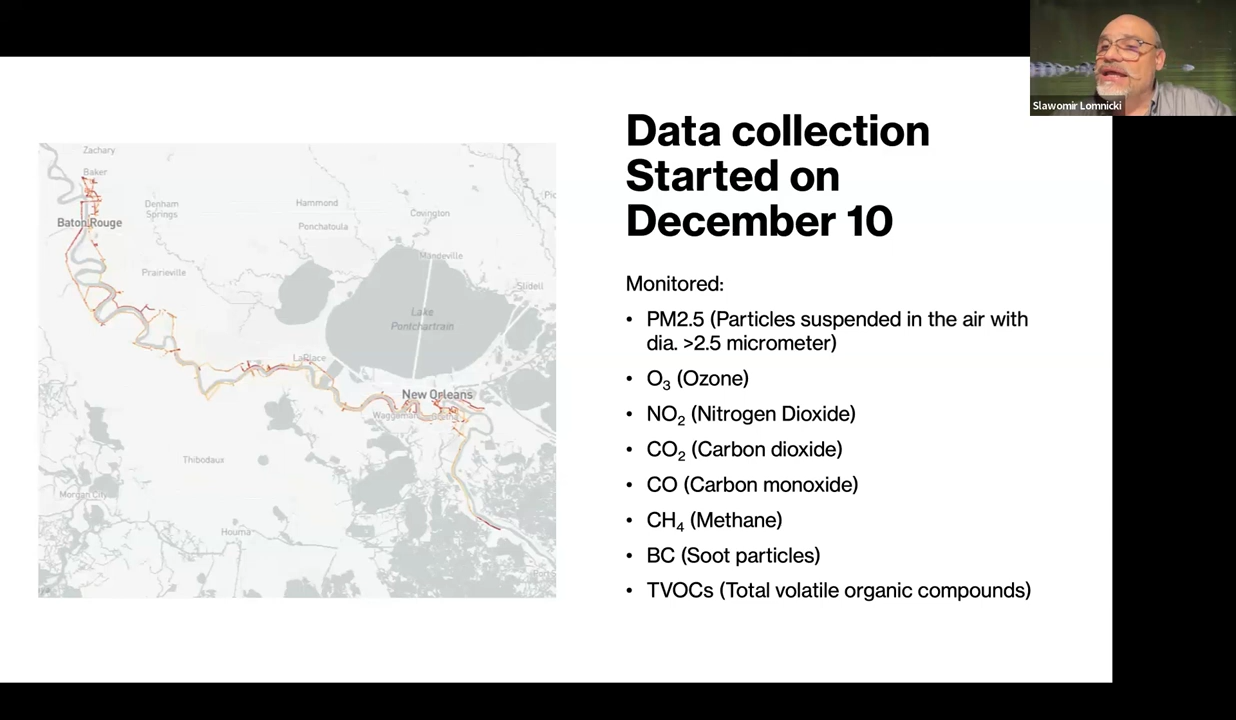 Slawomir Lomnicki
Data collection
Started on
December 10
Monitored:
• PM2.5 (Particles suspended in the air with
dia. >2.5 micrometer)
• O₃ (Ozone)
• NO₂ (Nitrogen Dioxide)
• CO₂ (Carbon dioxide)
• CO (Carbon monoxide)
• CH₄ (Methane)
• BC (Soot particles)
• TVOCs (Total volatile organic compounds)
Zachary
Baker
Baton Rouge
Denham
Springs
Hammond
Ponchatoula
Covington
Mandeville
Slidell
Prairieville
Lake
Pontchartrain
LaPlace
New Orleans
Thibodaux
Morgan City
Houma